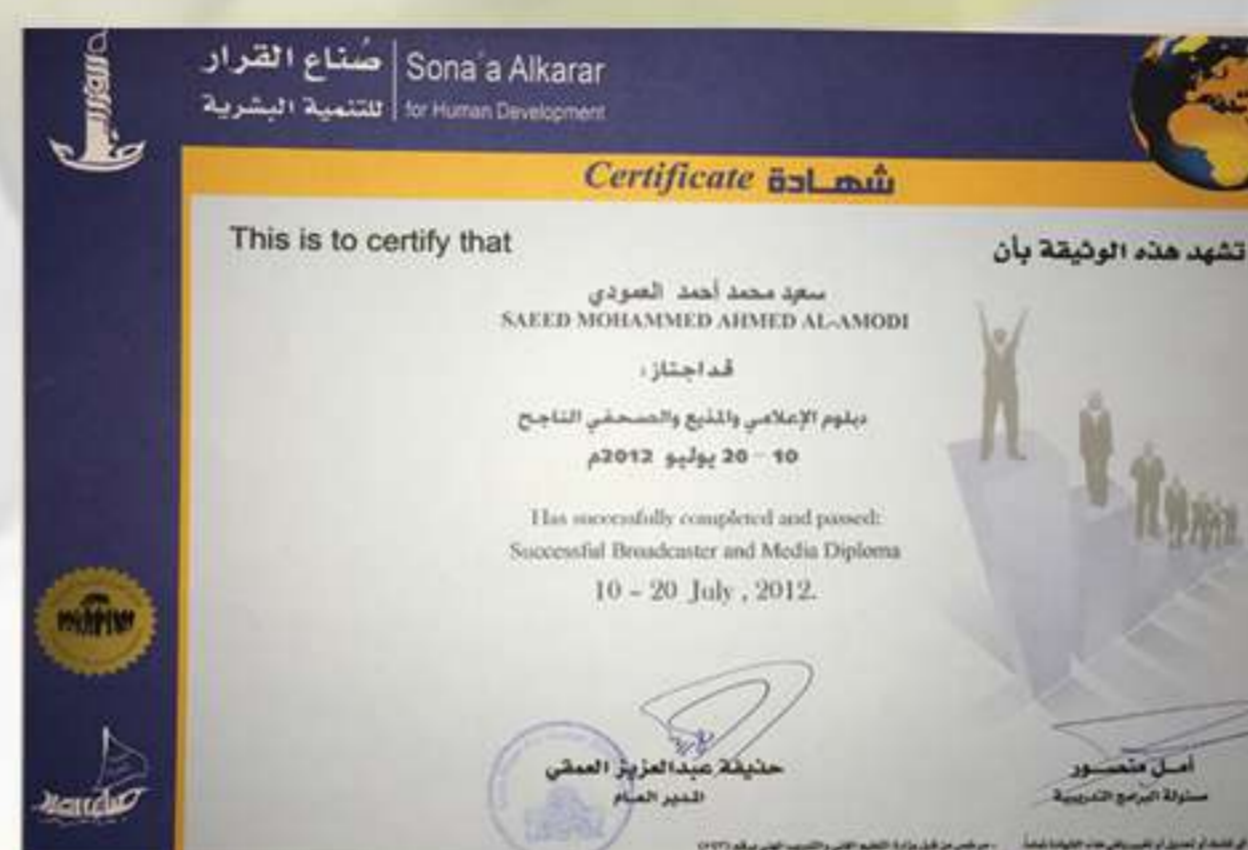 صُناع القرار
للتنمية البشرية
Sona'a Alkarar
for Human Development
Certificate شهادة
This is to certify that
تشهد هذه الوثيقة بأن
سعيد محمد أحمد العمودي
SAEED MOHAMMED AHMED AL-AMODI
قد اجتاز :
دبلوم الإعلامي والمذيع والصحفي الناجح
10 - 20 يوليو 2012م
Has successfully completed and passed:
Successful Broadcaster and Media Diploma
10 – 20 July , 2012.
حنيفة عبدالعزيز العمقي
المدير العام
أمل منصور
مسئولة البرامج التدريبية